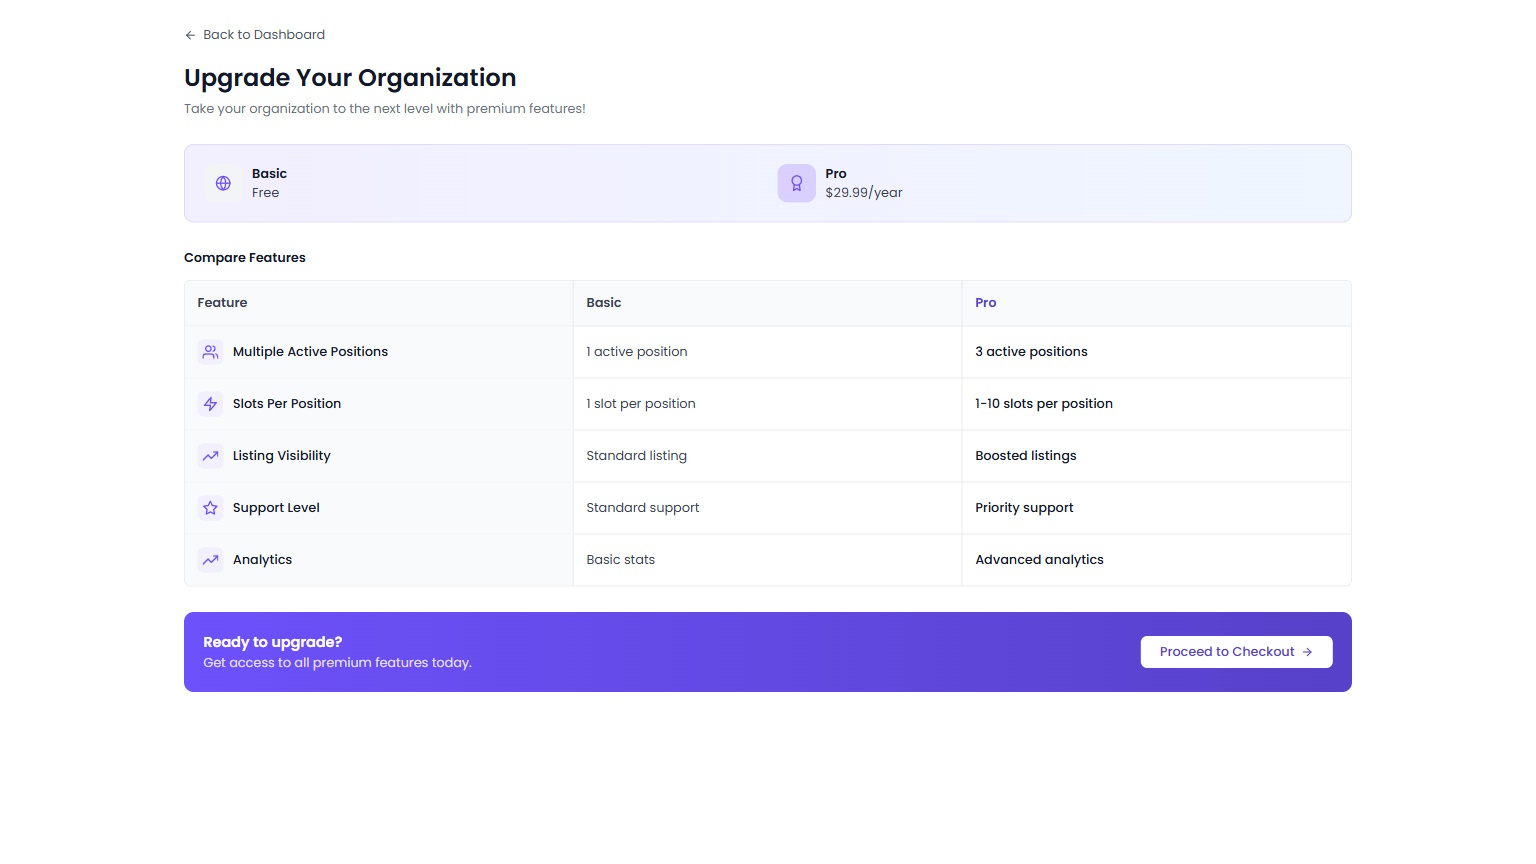 Back to Dashboard
Upgrade Your Organization
Take your organization to the next level with premium features!
Basic
Free
Pro
$29.99/year
Compare Features
Feature Basic Pro
Multiple Active Positions 1 active position 3 active positions
Slots Per Position 1 slot per position 1-10 slots per position
Listing Visibility Standard listing Boosted listings
Support Level Standard support Priority support
Analytics Basic stats Advanced analytics
Ready to upgrade?
Get access to all premium features today.
Proceed to Checkout